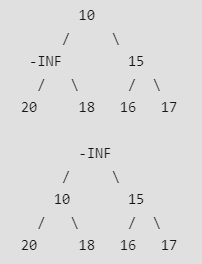 10
/ \
-INF 15
/ \ / \
20 18 16 17
-INF
/ \
10 15
/ \ / \
20 18 16 17